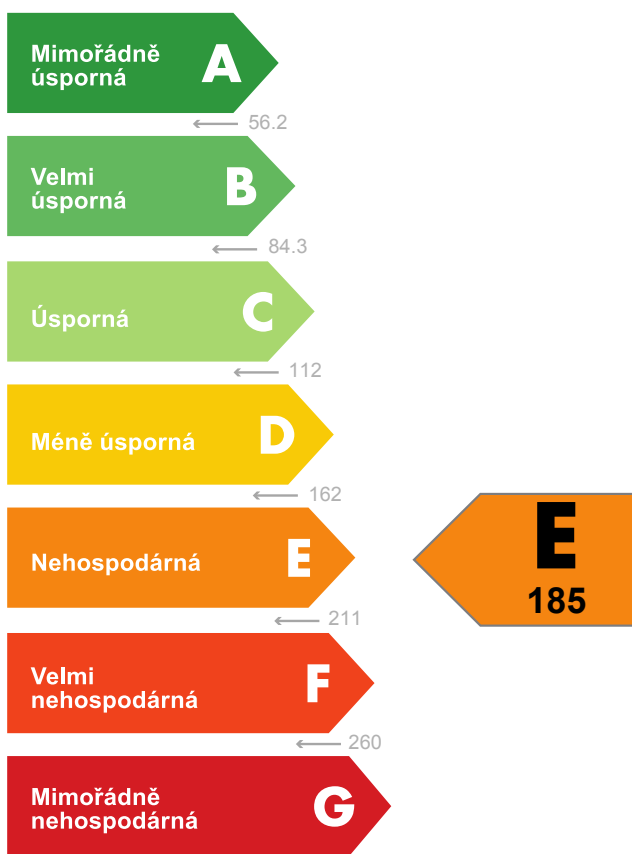 Mimořádně
úsporná
A
56.2
Velmi
úsporná
B
84.3
Úsporná
C
112
Méně úsporná
D
162
Nehospodárná
E
E
185
211
Velmi
nehospodárná
F
260
Mimořádně
nehospodárná
G